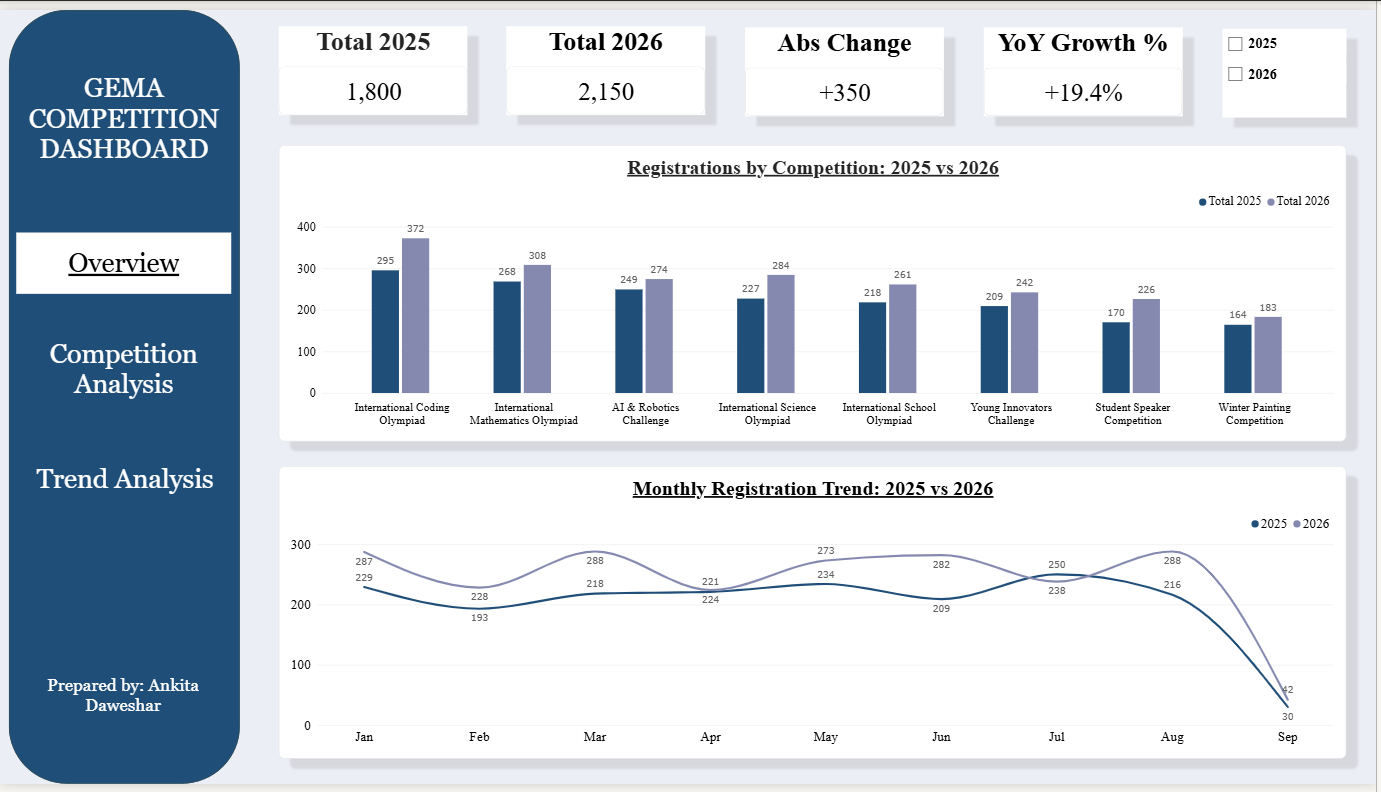 GEMA
COMPETITION
DASHBOARD
Overview
Competition
Analysis
Trend Analysis
Prepared by: Ankita
Daweshar
Total 2025
1,800
Total 2026
2,150
Abs Change
+350
YoY Growth %
+19.4%
2025
2026
Registrations by Competition: 2025 vs 2026
Total 2025 Total 2026
400
300
200
100
0
295 372
268 308
249 274
227 284
218 261
209 242
170 226
164 183
International Coding
Olympiad
International
Mathematics Olympiad
AI & Robotics
Challenge
International Science
Olympiad
International School
Olympiad
Young Innovators
Challenge
Student Speaker
Competition
Winter Painting
Competition
Monthly Registration Trend: 2025 vs 2026
2025 2026
300
200
100
0
287
229
228
193
288
218
221
224
273
234
282
209
250
238
288
216
42
30
Jan Feb Mar Apr May Jun Jul Aug Sep